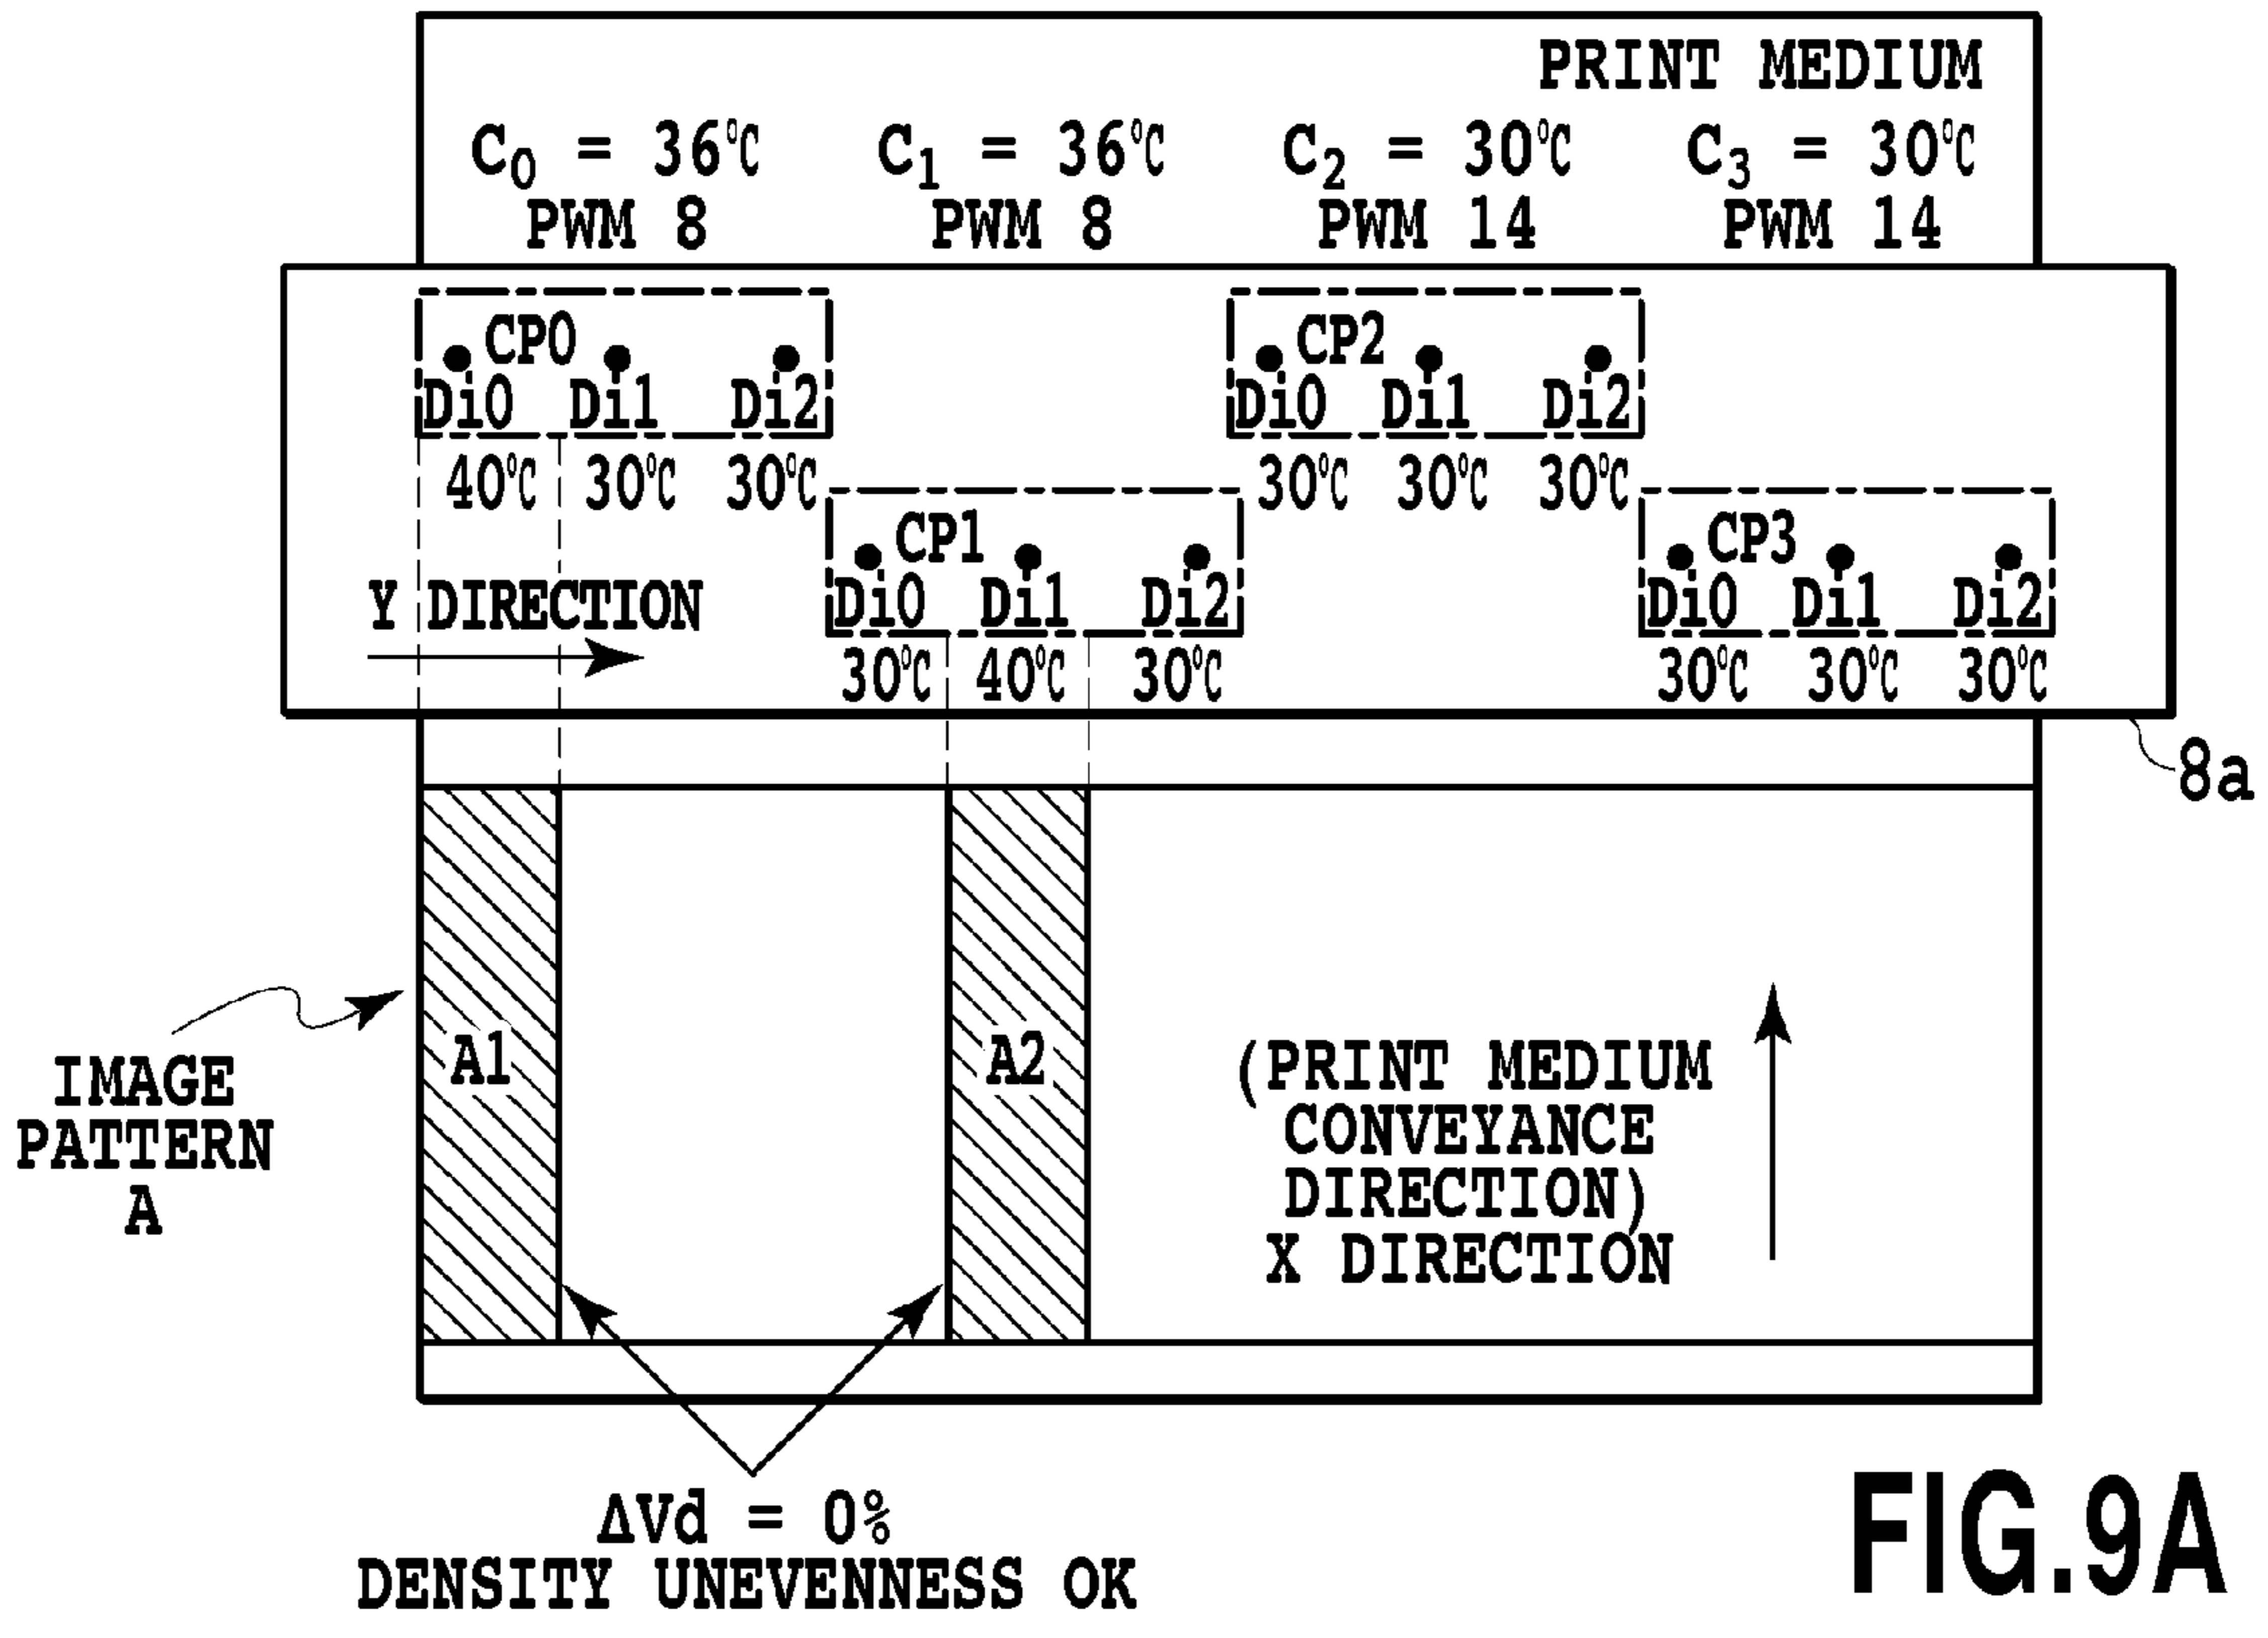 PRINT MEDIUM
C0 = 36℃ C1 = 36℃ C2 = 30℃ C3 = 30℃
PWM 8 PWM 8 PWM 14 PWM 14
CP0 CP2
Di0 Di1 Di2 Di0 Di1 Di2
40℃ 30℃ 30℃ 30℃ 30℃ 30℃
CP1 CP3
Di0 Di1 Di2 Di0 Di1 Di2
Y DIRECTION
30℃ 40℃ 30℃ 30℃ 30℃ 30℃
8a
A1 A2
IMAGE
PATTERN
A
(PRINT MEDIUM
CONVEYANCE
DIRECTION)
X DIRECTION
ΔVd = 0%
DENSITY UNEVENNESS OK
FIG.9A